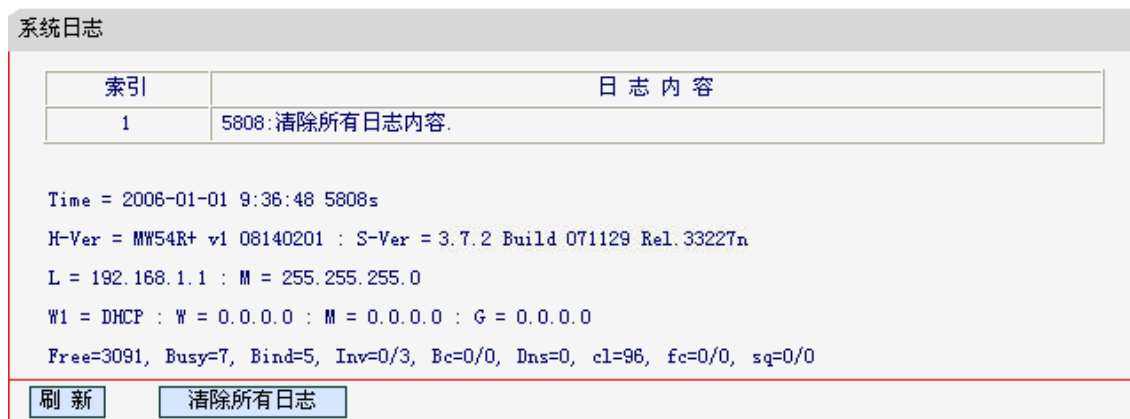 系统日志
索引 日 志 内 容
1 5808:清除所有日志内容.
Time = 2006-01-01 9:36:48 5808s
H-Ver = MW54R+ v1 08140201 : S-Ver = 3.7.2 Build 071129 Rel.33227n
L = 192.168.1.1 : M = 255.255.255.0
W1 = DHCP : W = 0.0.0.0 : M = 0.0.0.0 : G = 0.0.0.0
Free=3091, Busy=7, Bind=5, Inv=0/3, Bc=0/0, Dns=0, cl=96, fc=0/0, sq=0/0
刷 新 清除所有日志